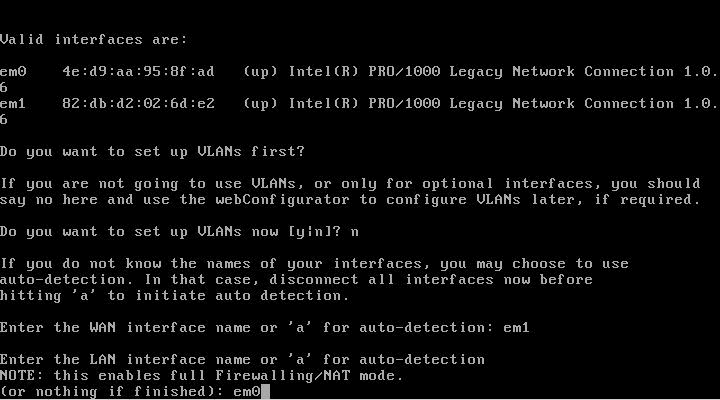 Valid interfaces are:
em0    4e:d9:aa:95:8f:ad   (up) Intel(R) PRO/1000 Legacy Network Connection 1.0.
6
em1    82:db:d2:02:6d:e2   (up) Intel(R) PRO/1000 Legacy Network Connection 1.0.
6
Do you want to set up VLANs first?
If you are not going to use VLANs, or only for optional interfaces, you should
say no here and use the webConfigurator to configure VLANs later, if required.
Do you want to set up VLANs now [y|n]? n
If you do not know the names of your interfaces, you may choose to use
auto-detection. In that case, disconnect all interfaces now before
hitting 'a' to initiate auto detection.
Enter the WAN interface name or 'a' for auto-detection: em1
Enter the LAN interface name or 'a' for auto-detection
NOTE: this enables full Firewalling/NAT mode.
(or nothing if finished): em0